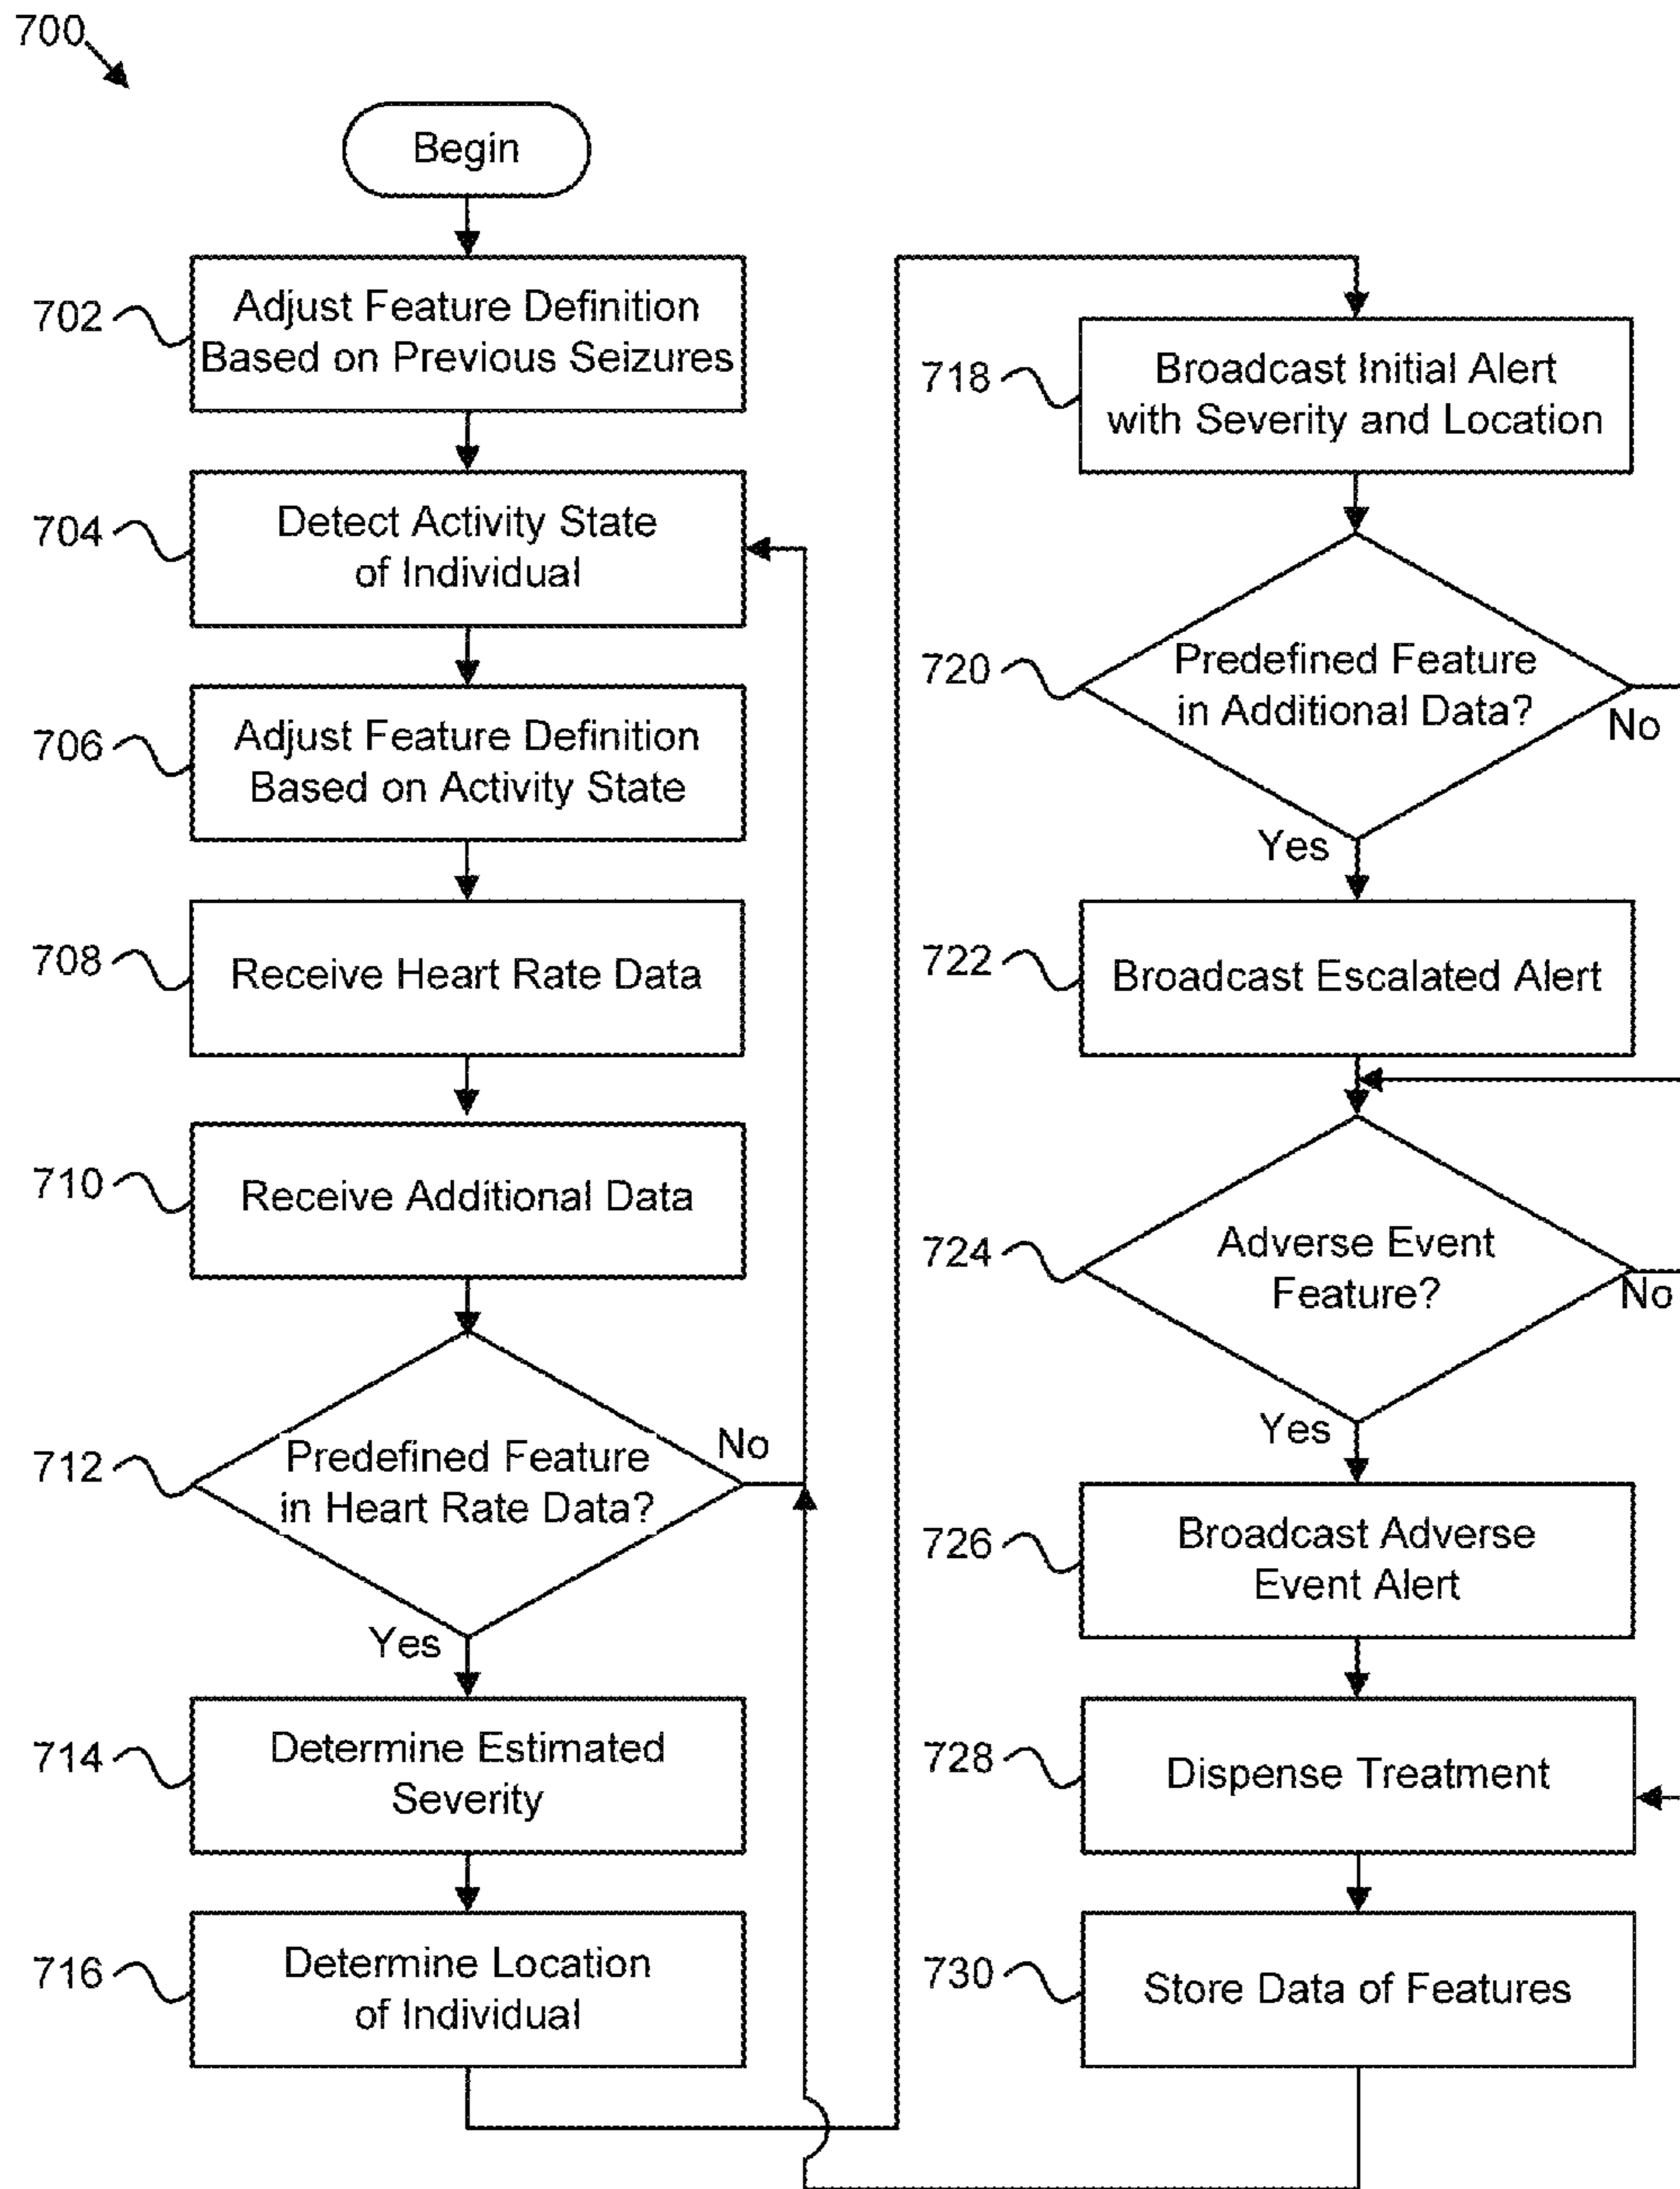 700
Begin
702
Adjust Feature Definition
Based on Previous Seizures
704
Detect Activity State
of Individual
706
Adjust Feature Definition
Based on Activity State
708
Receive Heart Rate Data
710
Receive Additional Data
712
Predefined Feature
in Heart Rate Data?
No
Yes
714
Determine Estimated
Severity
716
Determine Location
of Individual
718
Broadcast Initial Alert
with Severity and Location
720
Predefined Feature
in Additional Data?
No
Yes
722
Broadcast Escalated Alert
724
Adverse Event
Feature?
No
Yes
726
Broadcast Adverse
Event Alert
728
Dispense Treatment
730
Store Data of Features